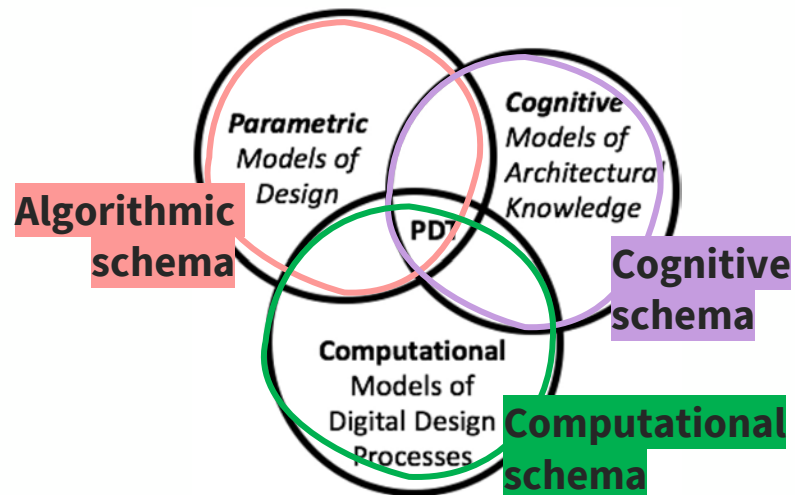 Parametric
Models of
Design
Cognitive
Models of
Architectural
Knowledge
Algorithmic
schema
PDT
Cognitive
schema
Computational
Models of
Digital Design
Processes
Computational
schema